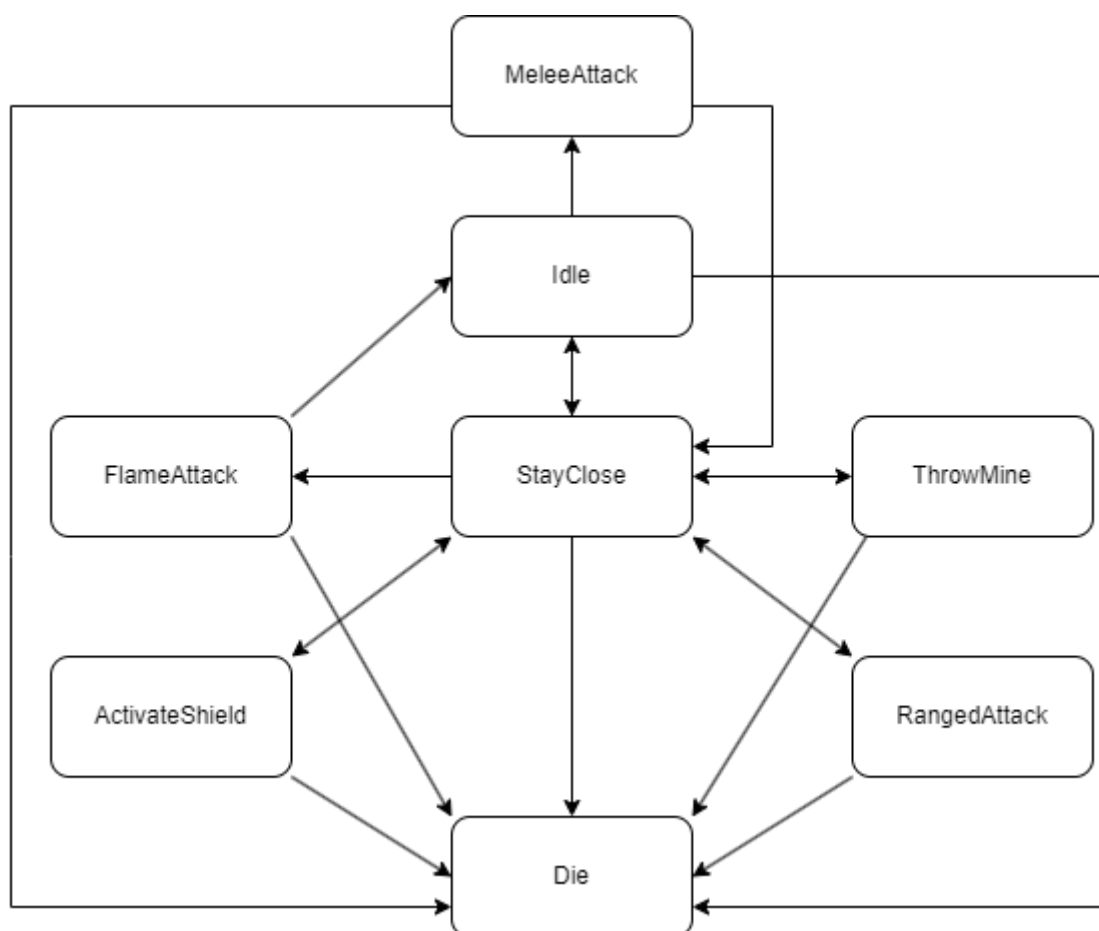 MeleeAttack
Idle
FlameAttack
StayClose
ThrowMine
ActivateShield
RangedAttack
Die